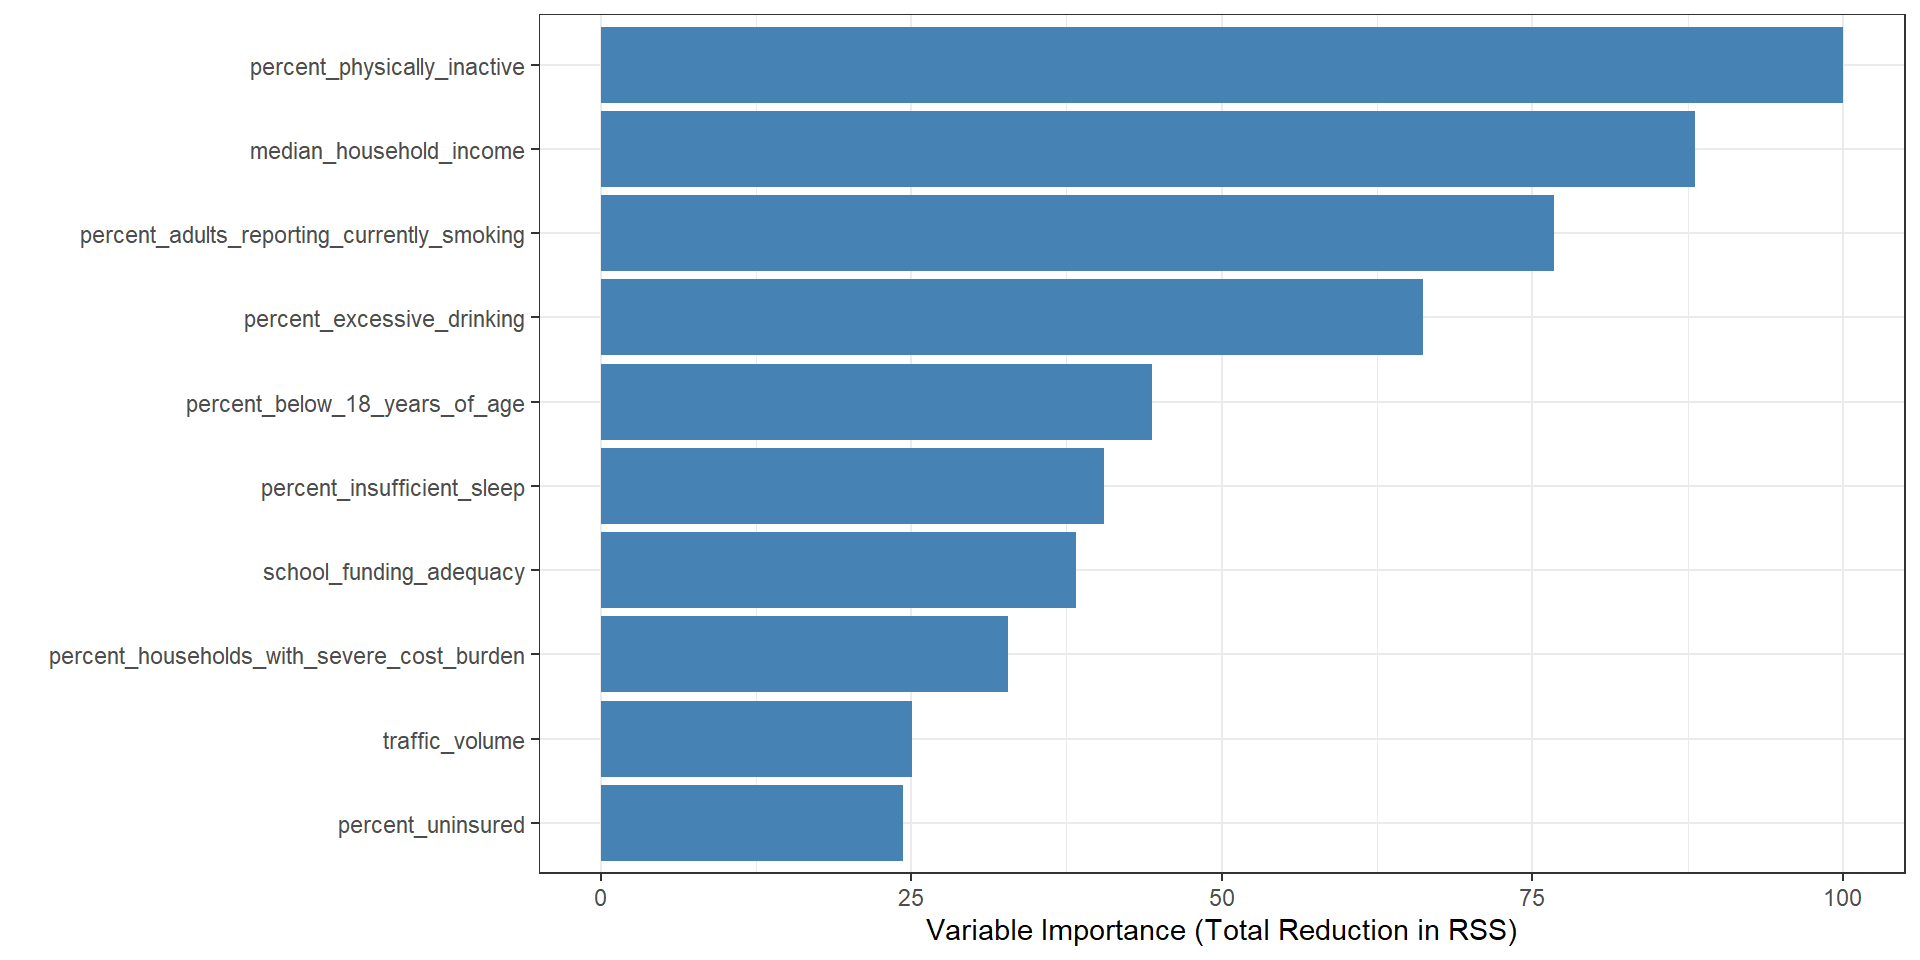 percent_physically_inactive
median_household_income
percent_adults_reporting_currently_smoking
percent_excessive_drinking
percent_below_18_years_of_age
percent_insufficient_sleep
school_funding_adequacy
percent_households_with_severe_cost_burden
traffic_volume
percent_uninsured
0 25 50 75 100
Variable Importance (Total Reduction in RSS)